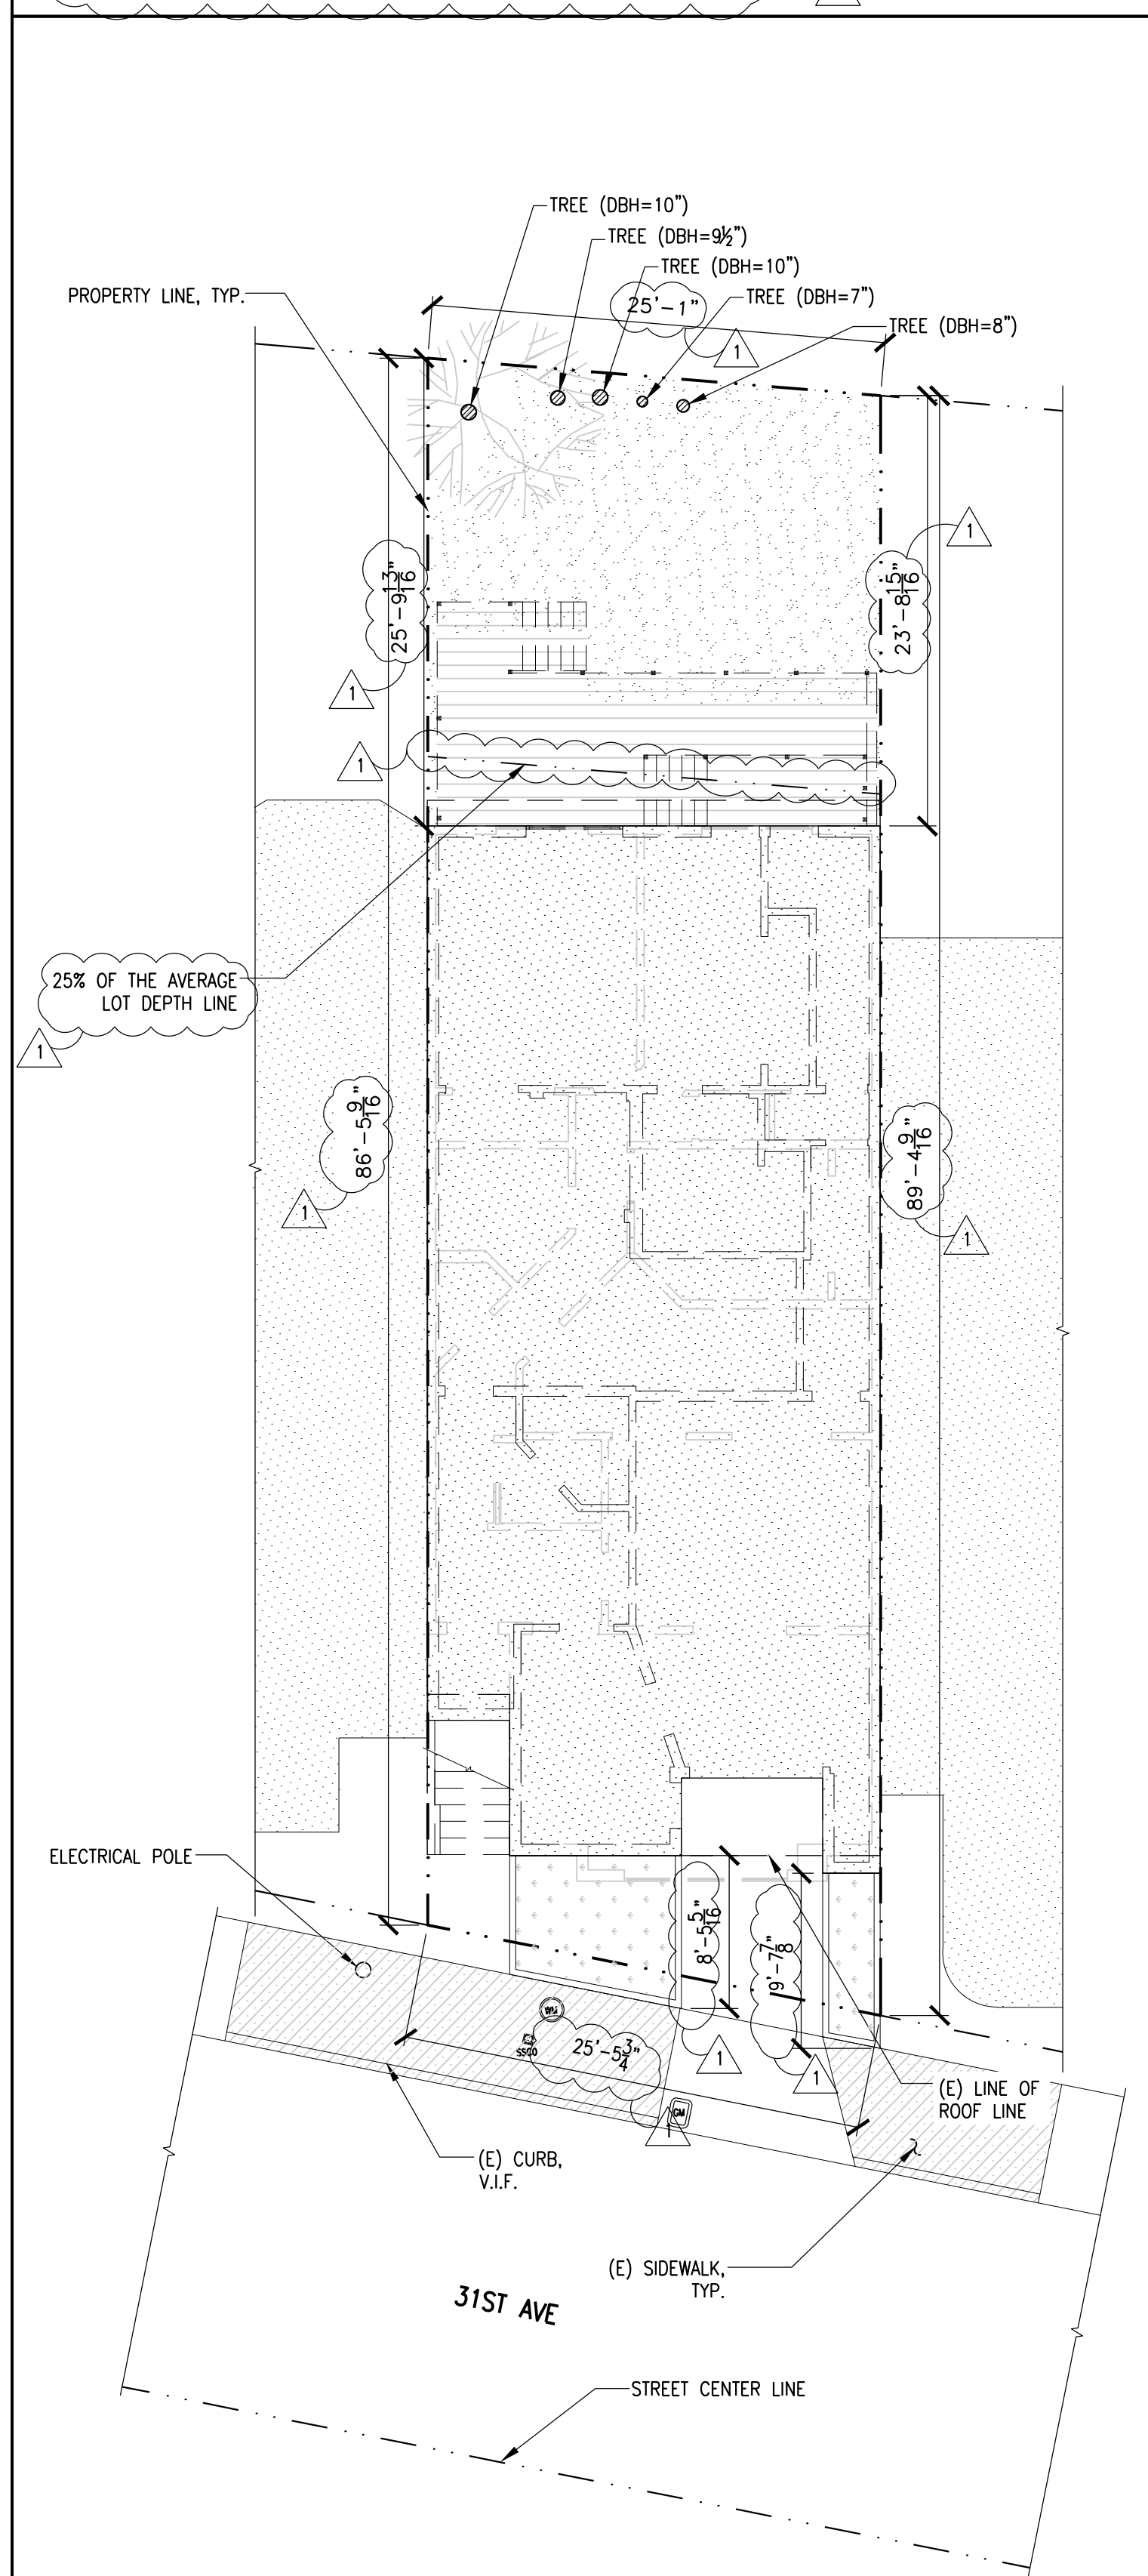 TREE (DBH=10")
TREE (DBH=9½")
TREE (DBH=10")
PROPERTY LINE, TYP.
25'-1"
TREE (DBH=7")
TREE (DBH=8")
1
1
25'-9 13/16"
23'-8 15/16"
1
1
25% OF THE AVERAGE
LOT DEPTH LINE
1
86'-5 9/16"
89'-4 9/16"
1
1
ELECTRICAL POLE
8'-5 5/16"
9'-7 7/8"
SSCO
25'-5 3/4"
1
1
GM
1
(E) LINE OF
ROOF LINE
(E) CURB,
V.I.F.
(E) SIDEWALK,
TYP.
31ST AVE
STREET CENTER LINE